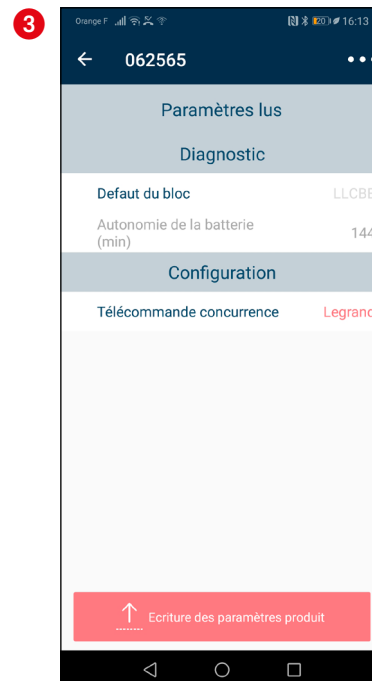 3
Orange F 20 16:13
062565
Paramètres lus
Diagnostic
Defaut du bloc
Autonomie de la batterie
(min) 144
Configuration
Télécommande concurrence Legrand
Ecriture des paramètres produit